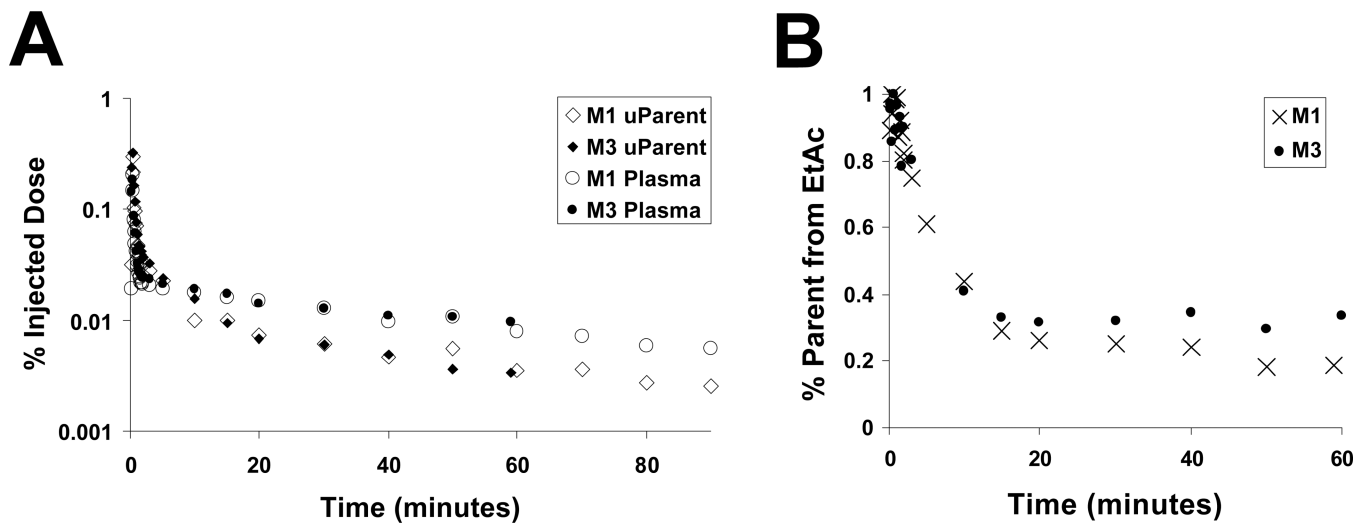 A
% Injected Dose
1
0.1
0.01
0.001
0
20
40
60
80
Time (minutes)
M1 uParent
M3 uParent
M1 Plasma
M3 Plasma
B
% Parent from EtAc
1
0.8
0.6
0.4
0.2
0
0
20
40
60
Time (minutes)
M1
M3